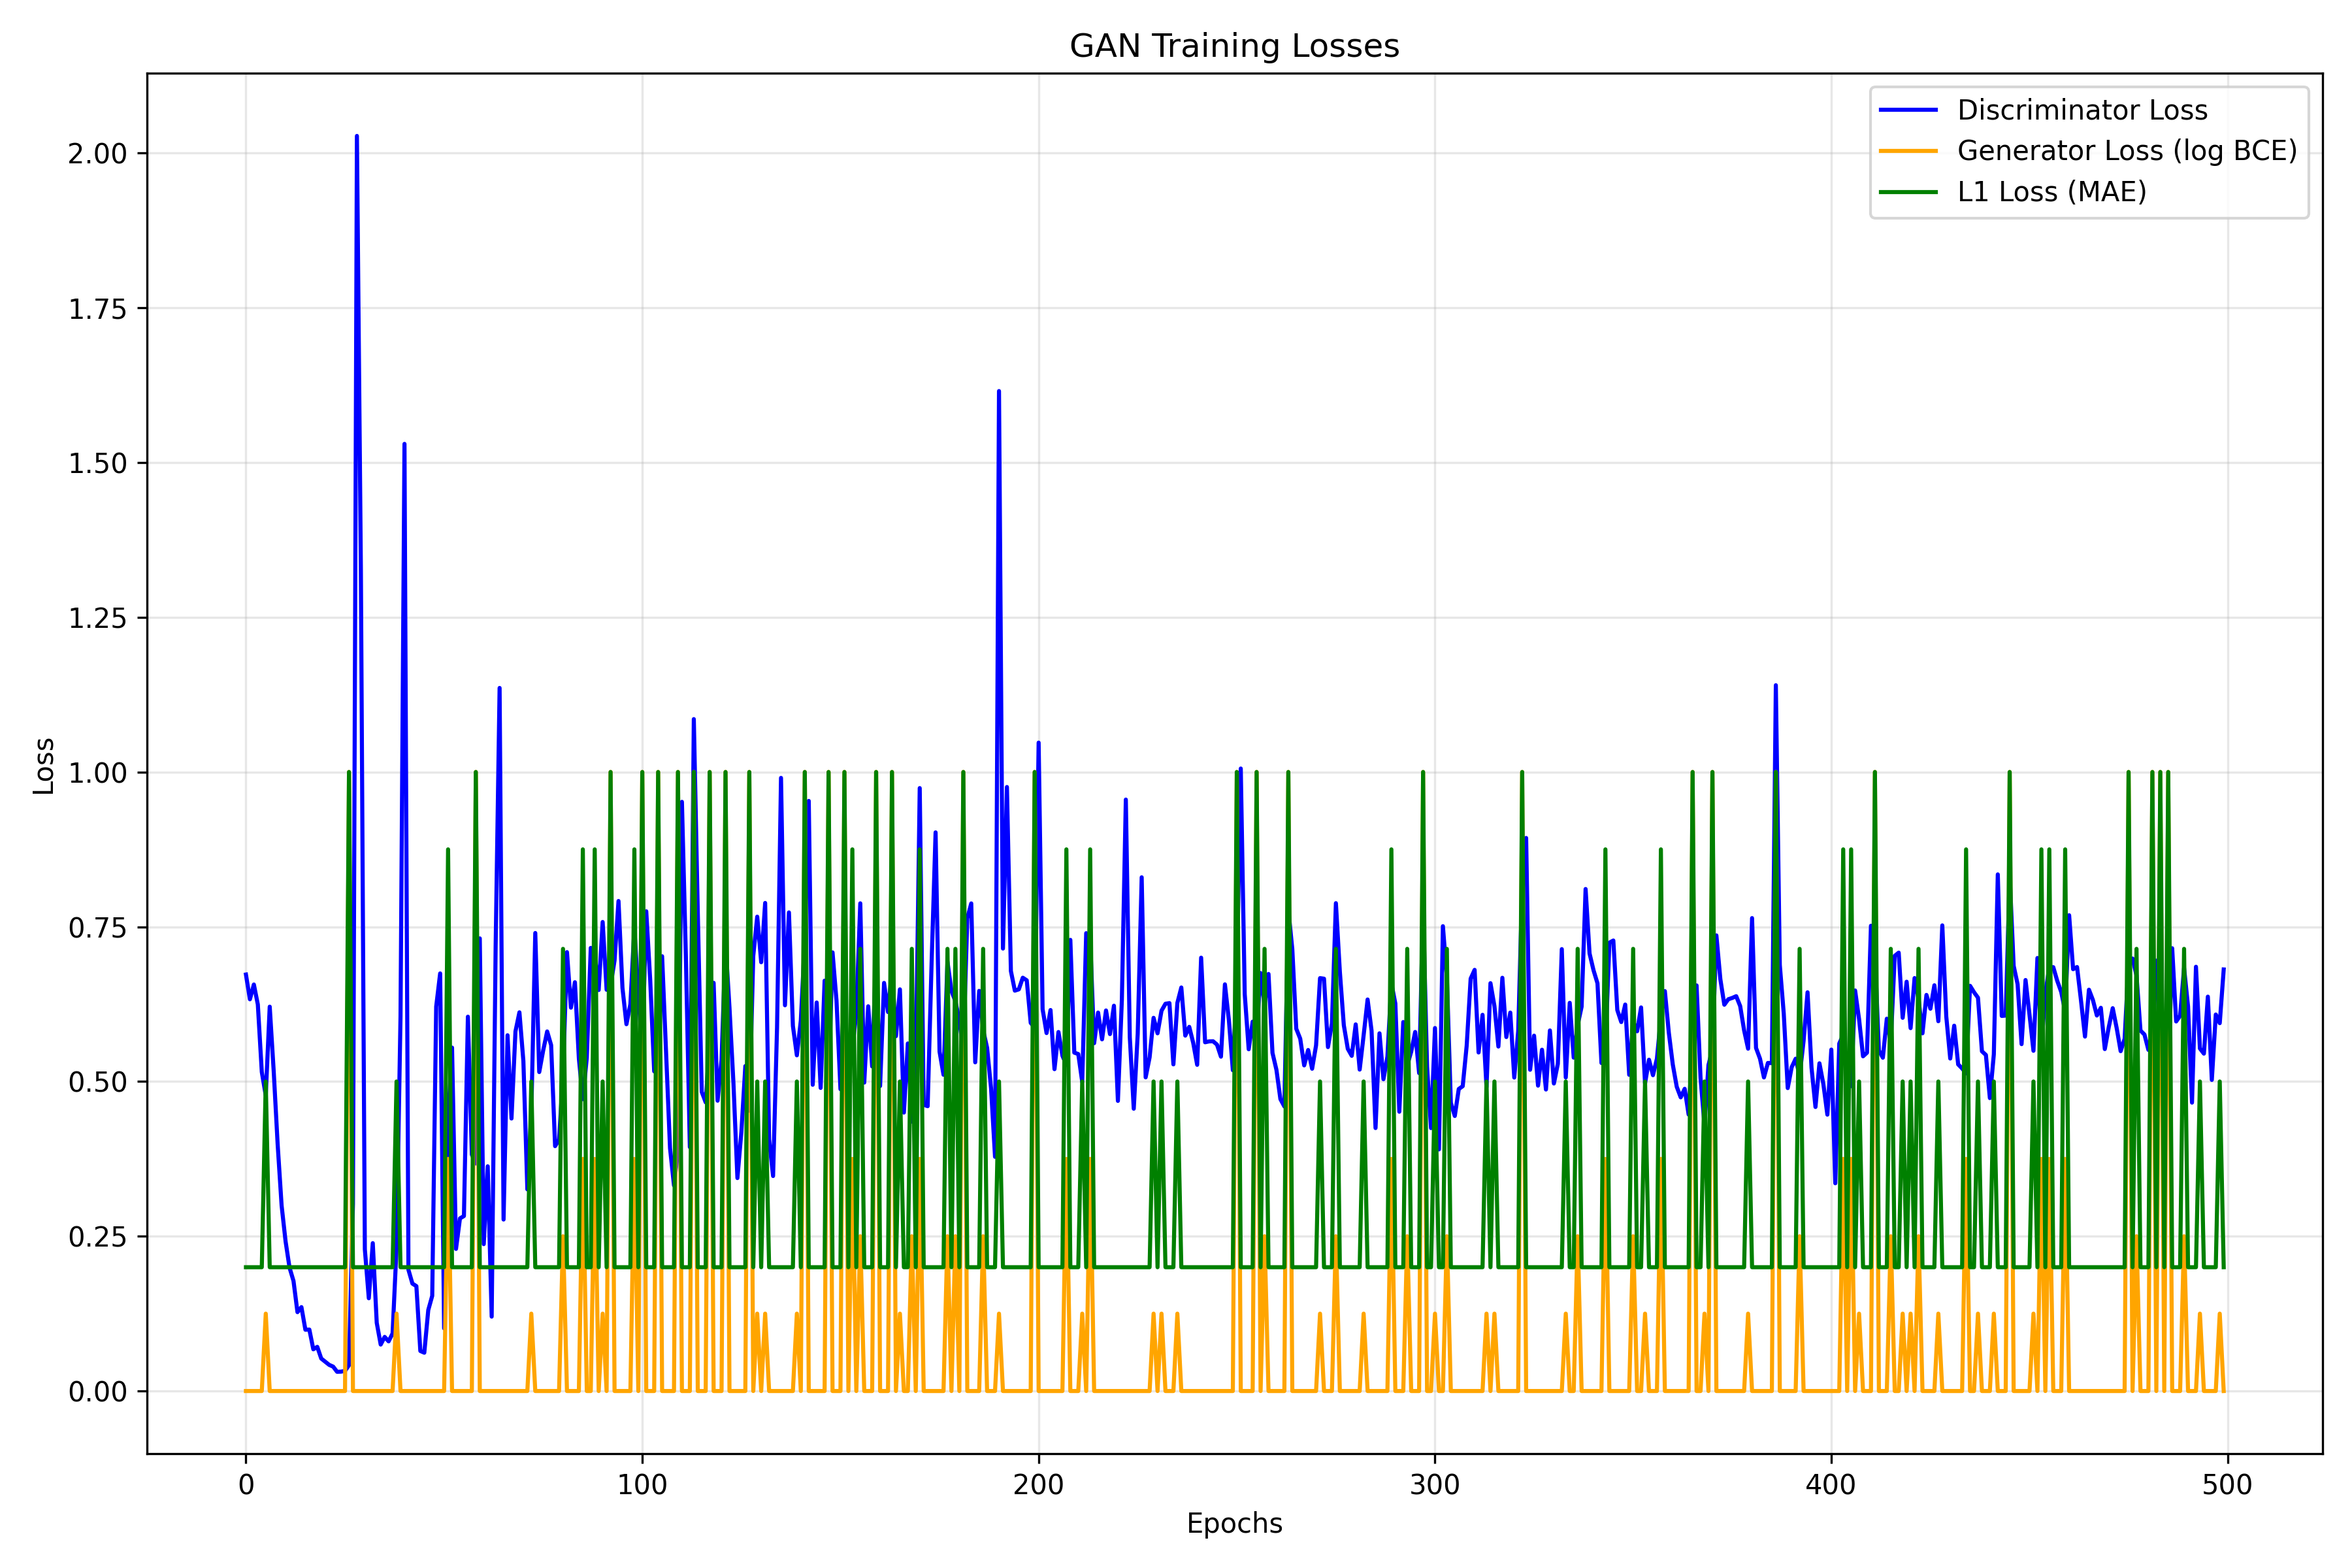 GAN Training Losses
Discriminator Loss
Generator Loss (log BCE)
L1 Loss (MAE)
2.00
1.75
1.50
1.25
1.00
0.75
0.50
0.25
0.00
Loss
0 100 200 300 400 500
Epochs